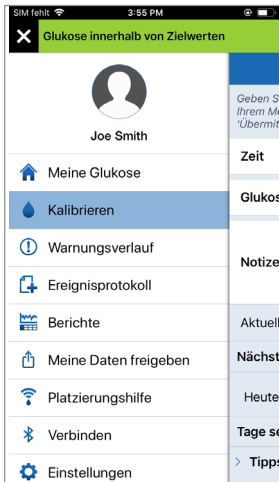 SIM fehlt 3:55 PM
Glukose innerhalb von Zielwerten
Joe Smith
Meine Glukose
Kalibrieren
Warnungsverlauf
Ereignisprotokoll
Berichte
Meine Daten freigeben
Platzierungshilfe
Verbinden
Einstellungen
Geben S
Ihrem Me
'Übermit
Zeit
Glukos
Notize
Aktuell
Nächst
Heute
Tage se
Tipps